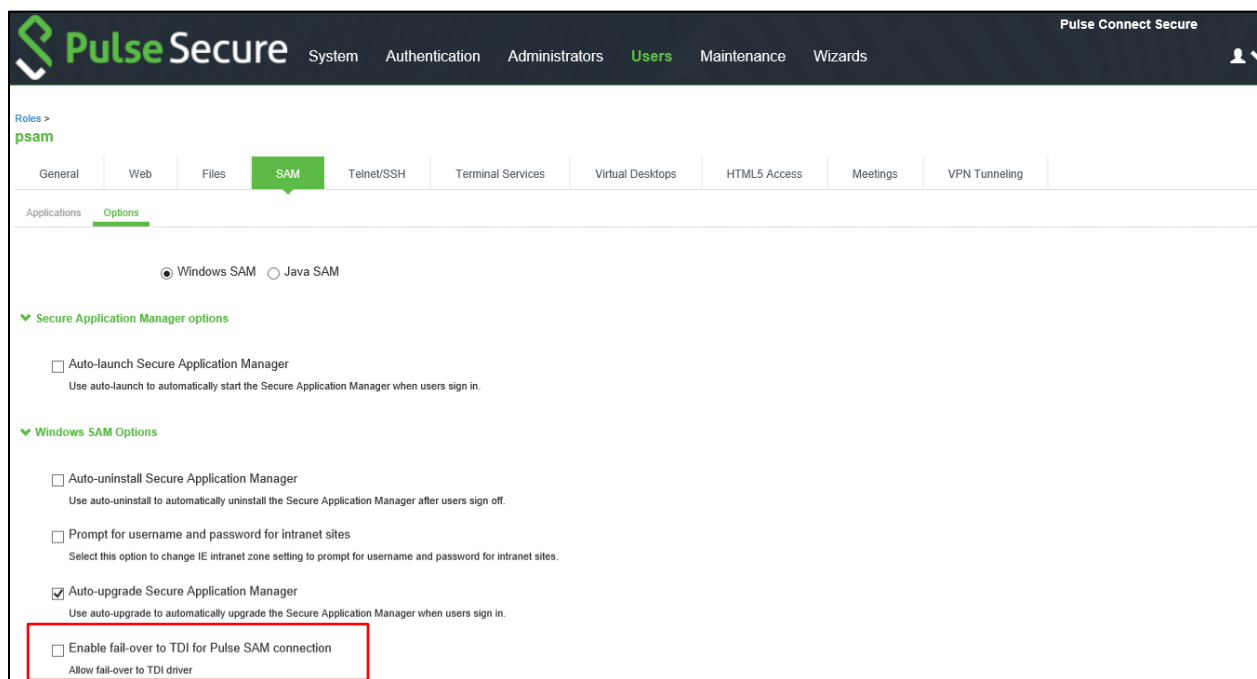 Pulse Connect Secure
Pulse Secure System Authentication Administrators Users Maintenance Wizards
Roles >
psam
General Web Files SAM Telnet/SSH Terminal Services Virtual Desktops HTML5 Access Meetings VPN Tunneling
Applications Options
Windows SAM Java SAM
Secure Application Manager options
Auto-launch Secure Application Manager
Use auto-launch to automatically start the Secure Application Manager when users sign in.
Windows SAM Options
Auto-uninstall Secure Application Manager
Use auto-uninstall to automatically uninstall the Secure Application Manager after users sign off.
Prompt for username and password for intranet sites
Select this option to change IE intranet zone setting to prompt for username and password for intranet sites.
Auto-upgrade Secure Application Manager
Use auto-upgrade to automatically upgrade the Secure Application Manager when users sign in.
Enable fail-over to TDI for Pulse SAM connection
Allow fail-over to TDI driver